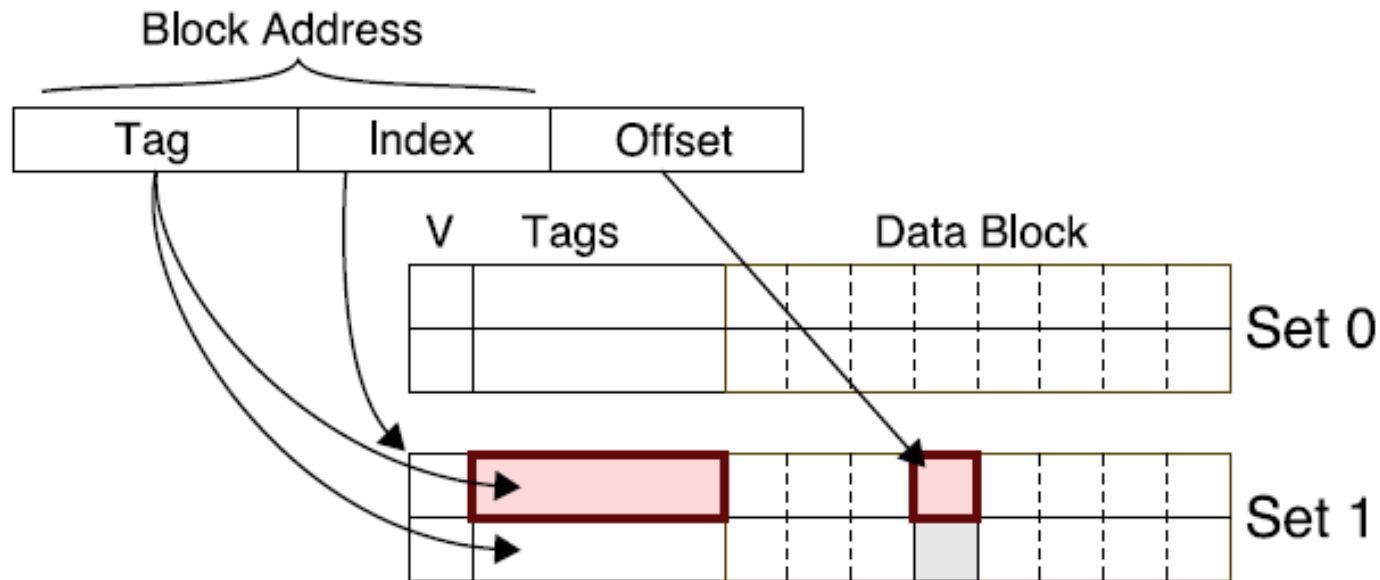 Block Address
Tag Index Offset
V Tags Data Block
Set 0
Set 1